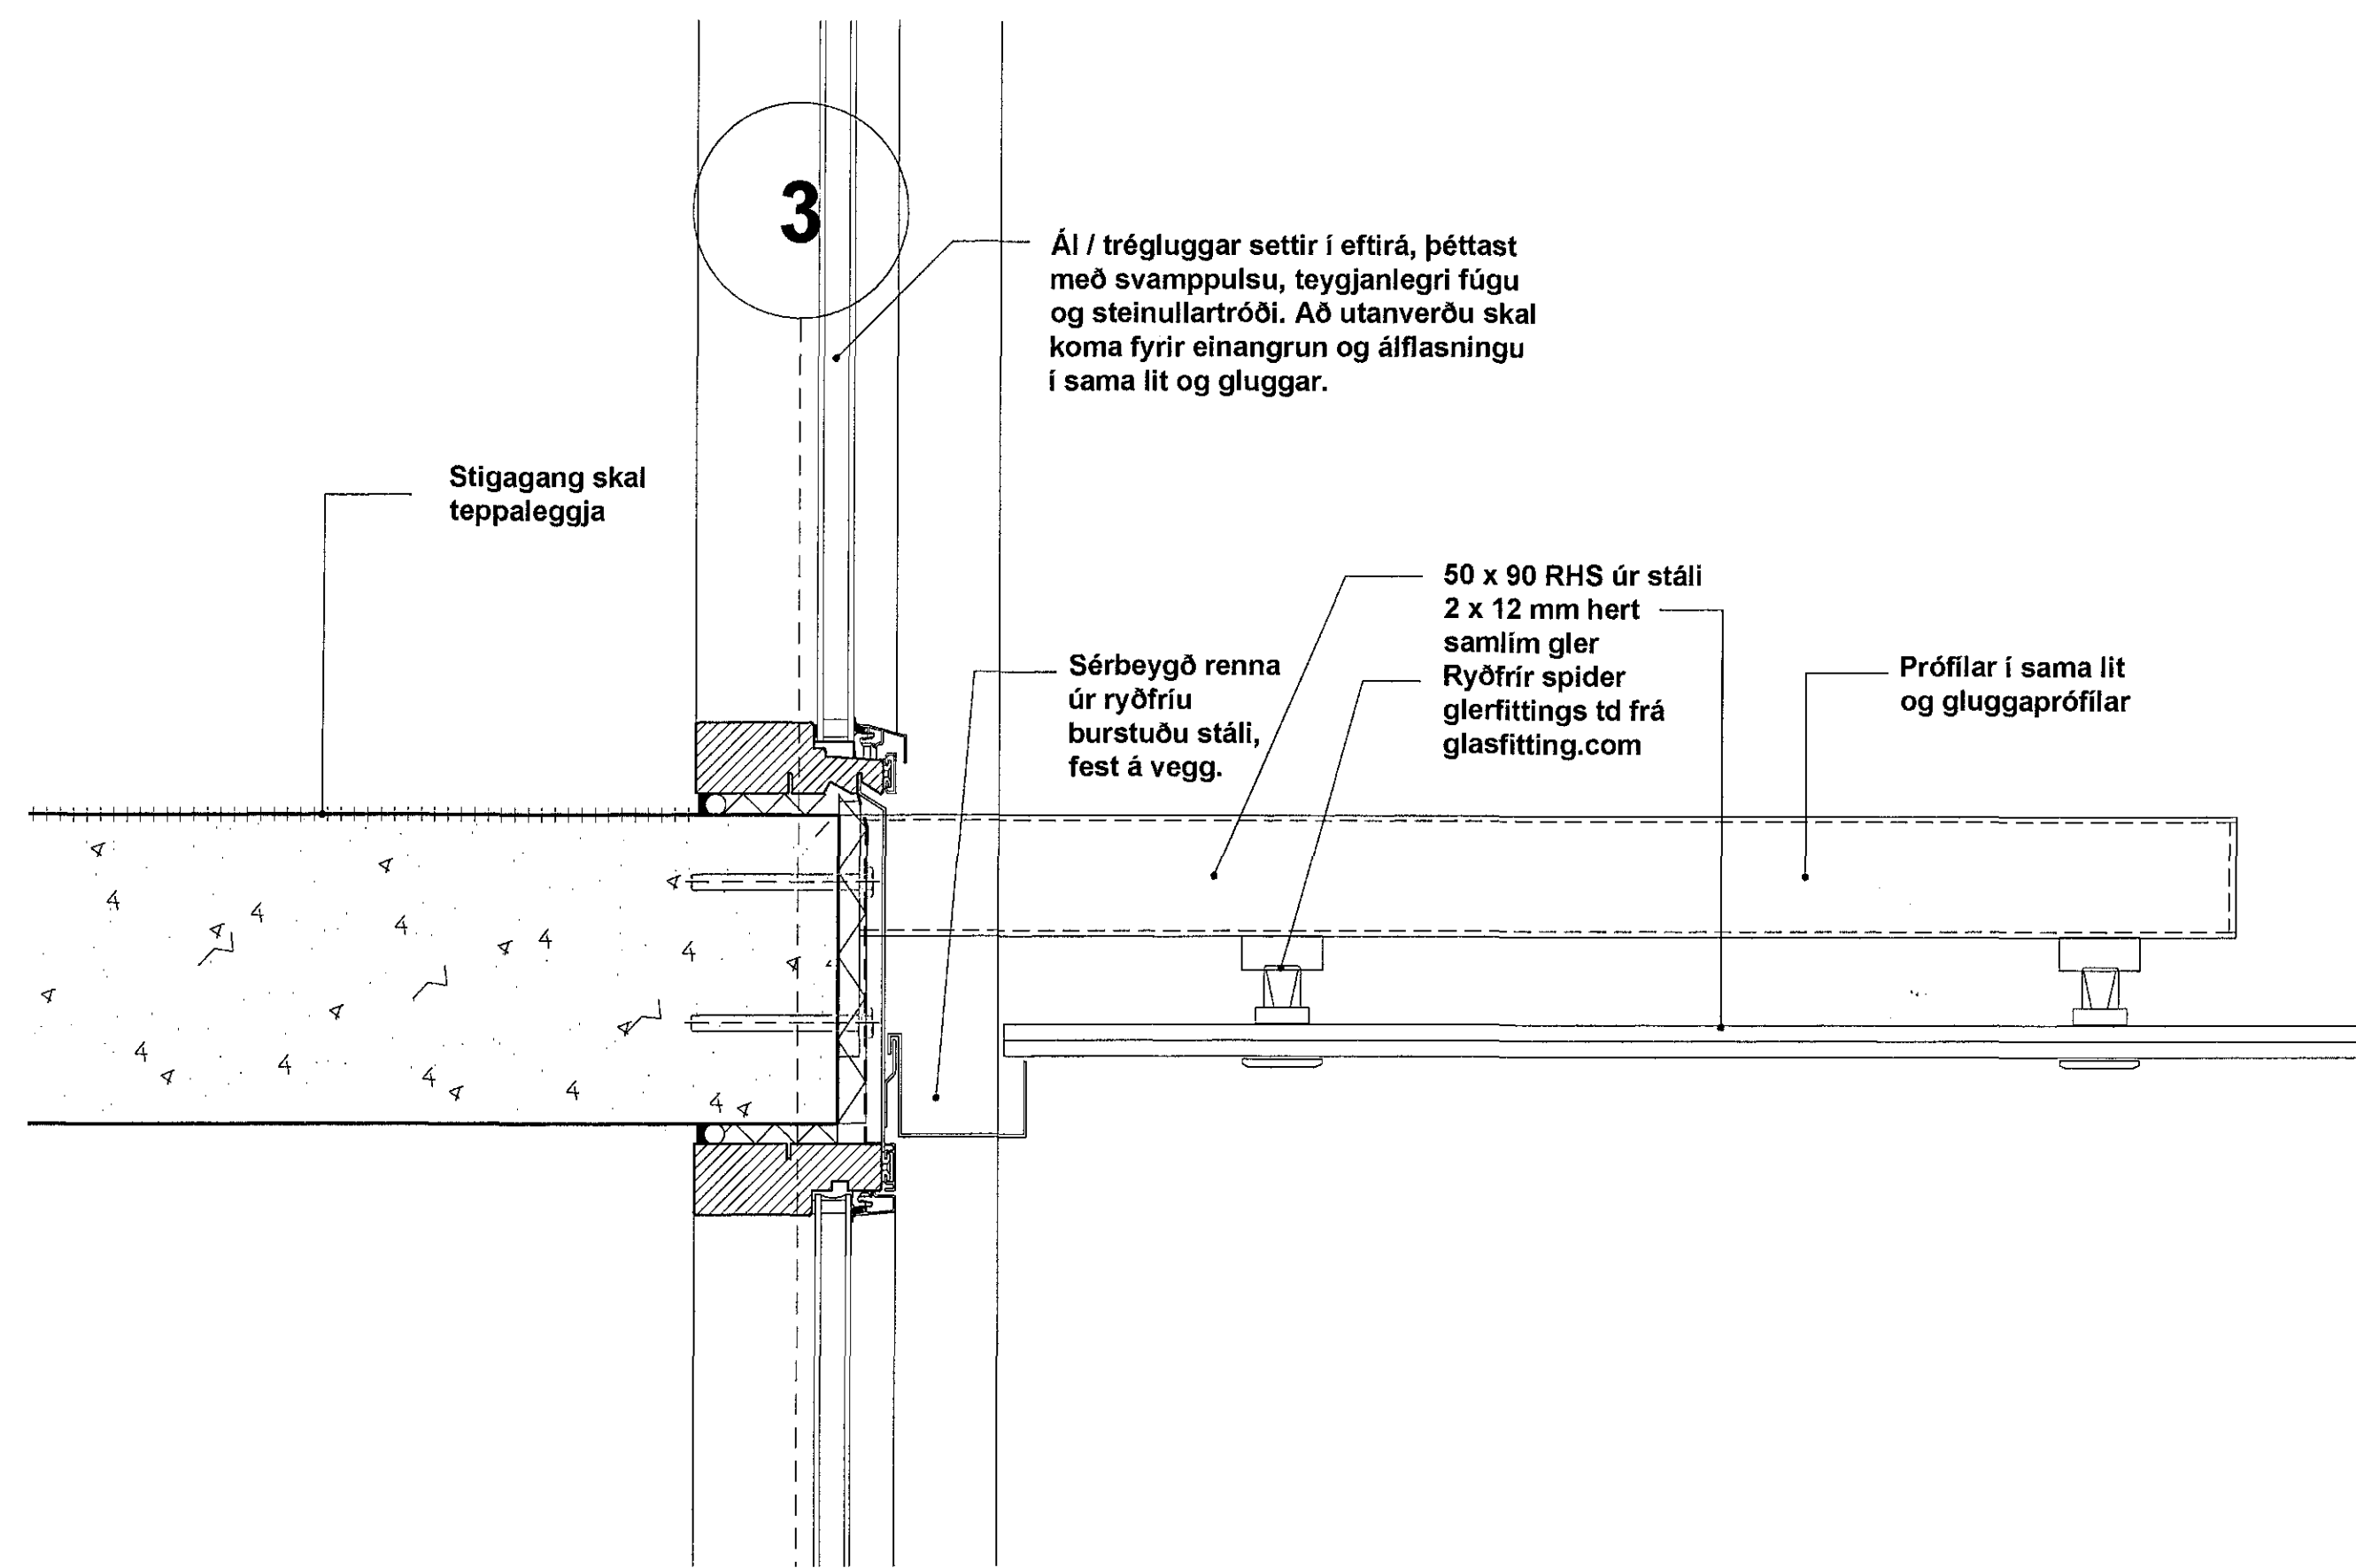 3
Ál / trégluggar settir í eftirá, þéttast
með svamppulsu, teygjanlegri fúgu
og steinullartróði. Að utanverðu skal
koma fyrir einangrun og álflasningu
í sama lit og gluggar.
Stigagang skal
teppaleggja
50 x 90 RHS úr stáli
2 x 12 mm hert
samlím gler
Ryðfrír spider
glerfittings td frá
glasfitting.com
Sérbeygð renna
úr ryðfríu
burstuðu stáli,
fest á vegg.
Prófílar í sama lit
og gluggaprófílar